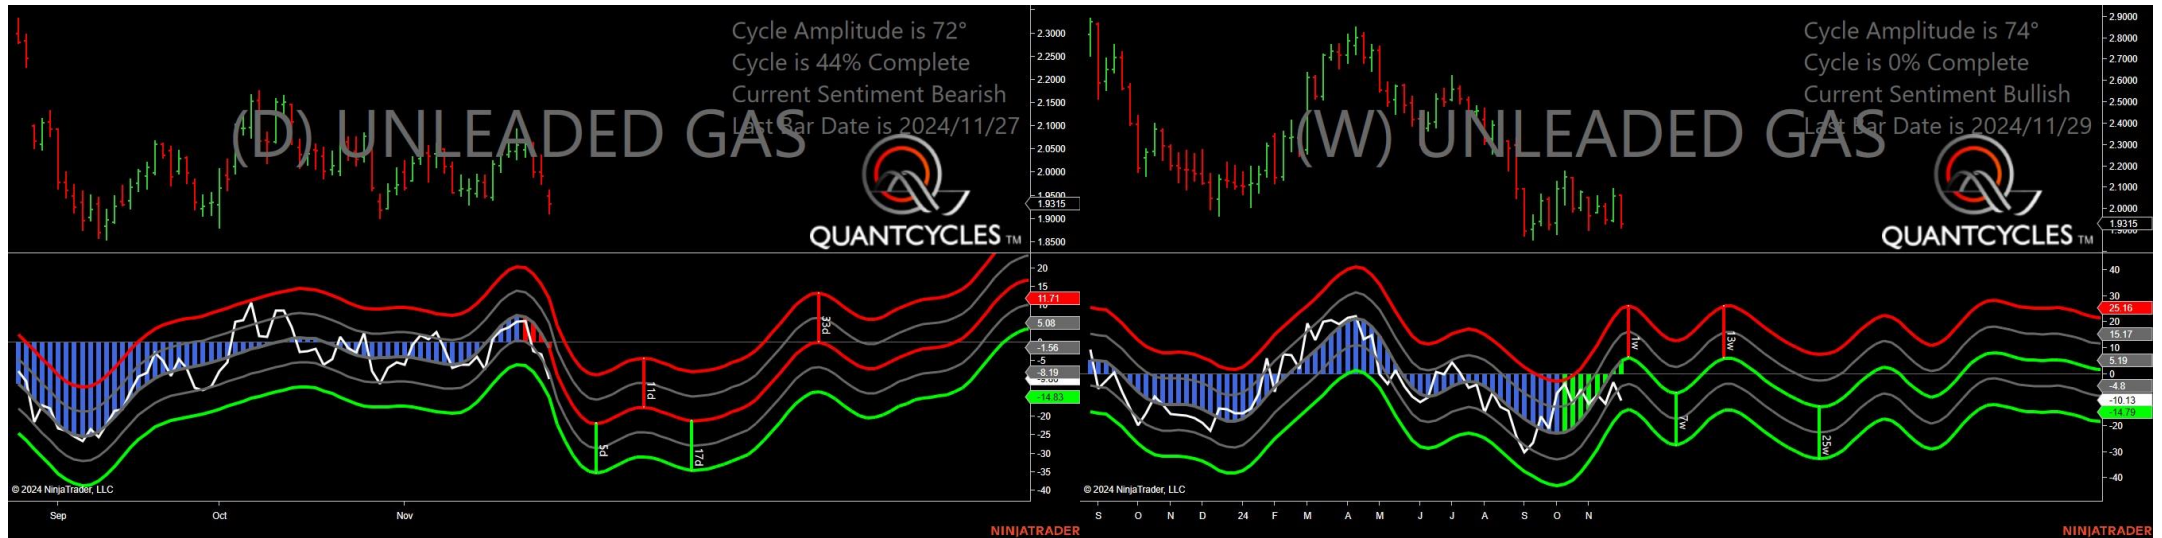 Cycle Amplitude is 72°
Cycle is 44% Complete
Current Sentiment Bearish
Last Bar Date is 2024/11/27
(D) UNLEADED GAS
QUANTCYCLES TM
2.3000
2.2500
2.2000
2.1500
2.1000
2.0500
2.0000
1.9500
1.9315
1.9000
1.8500
20
15
11.71
10
5.08
-1.56
-5
-8.19
-14.83
-20
-25
-30
-35
-40
5d
11d
17d
33d
© 2024 NinjaTrader, LLC
Sep Oct Nov
NINJATRADER
Cycle Amplitude is 74°
Cycle is 0% Complete
Current Sentiment Bullish
Last Bar Date is 2024/11/29
(W) UNLEADED GAS
QUANTCYCLES TM
2.9000
2.8000
2.7000
2.6000
2.5000
2.4000
2.3000
2.2000
2.1000
2.0000
1.9315
40
30
25.16
20
15.17
10
5.19
0
-4.8
-10.13
-14.79
-20
-30
-40
1w
7w
13w
25w
© 2024 NinjaTrader, LLC
S O N D 24 F M A M J J A S O N
NINJATRADER